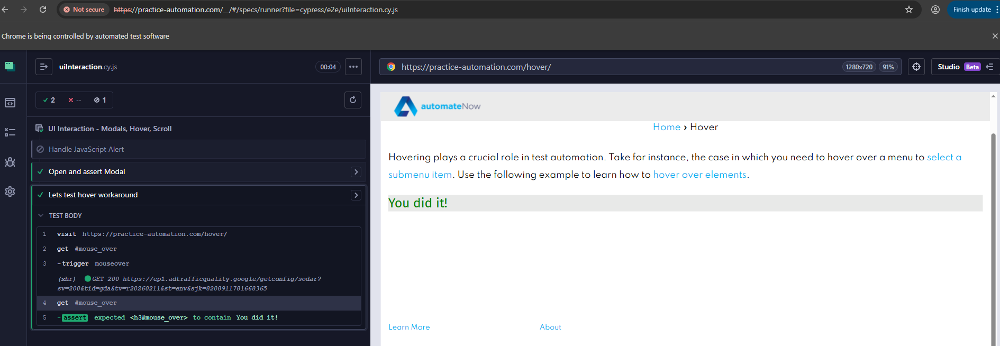 Not secure https://practice-automation.com/__/#/specs/runner?file=cypress/e2e/uiInteraction.cy.js Finish update
Chrome is being controlled by automated test software
uiInteraction.cy.js 00:04
2 -- 1
UI Interaction - Modals, Hover, Scroll
Handle JavaScript Alert
Open and assert Modal
Lets test hover workaround
TEST BODY
1 visit https://practice-automation.com/hover/
2 get #mouse_over
3 -trigger mouseover
(xhr) GET 200 https://ep1.adtrafficquality.google/getconfig/sodar?
sv=200&tid=gda&tv=r20260211&st=env&sjk=8208911781668365
4 get #mouse_over
5 -assert expected <h3#mouse_over> to contain You did it!
https://practice-automation.com/hover/ 1280x720 91% Studio Beta
automateNow
Home › Hover
Hovering plays a crucial role in test automation. Take for instance, the case in which you need to hover over a menu to select a
submenu item. Use the following example to learn how to hover over elements.
You did it!
Learn More About